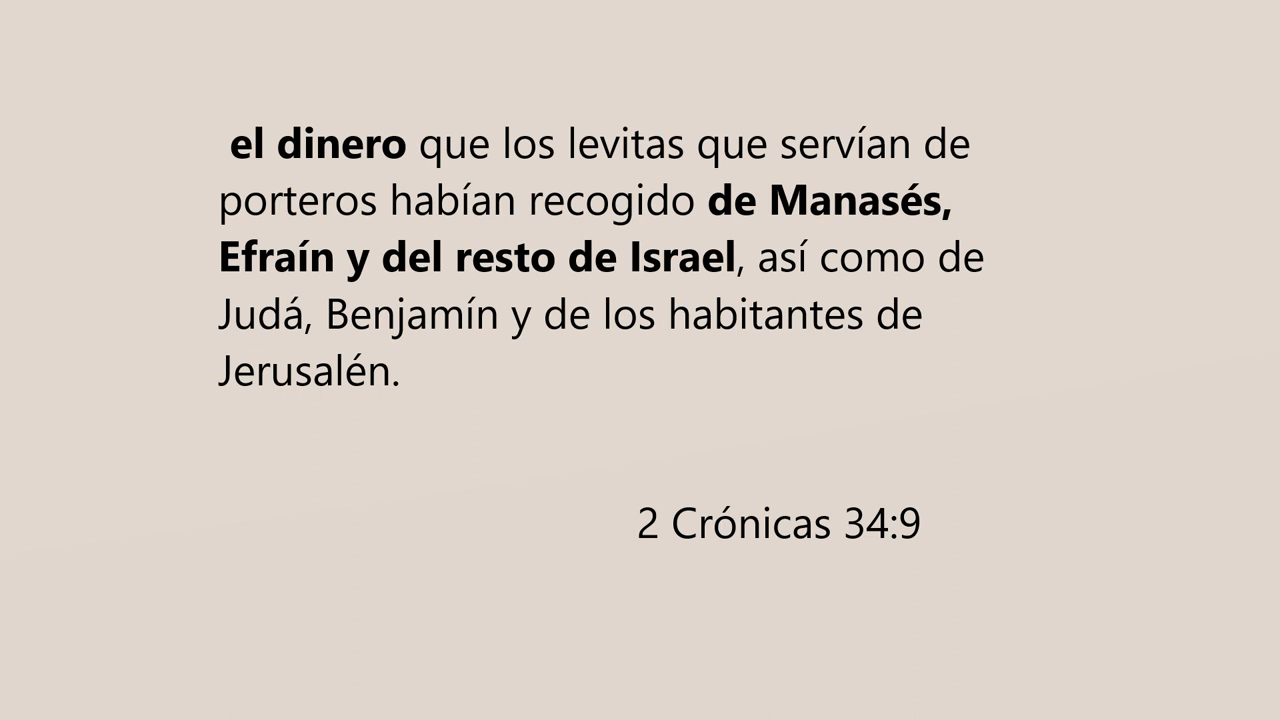 el dinero que los levitas que servían de
porteros habían recogido de Manasés,
Efraín y del resto de Israel, así como de
Judá, Benjamín y de los habitantes de
Jerusalén.
2 Crónicas 34:9